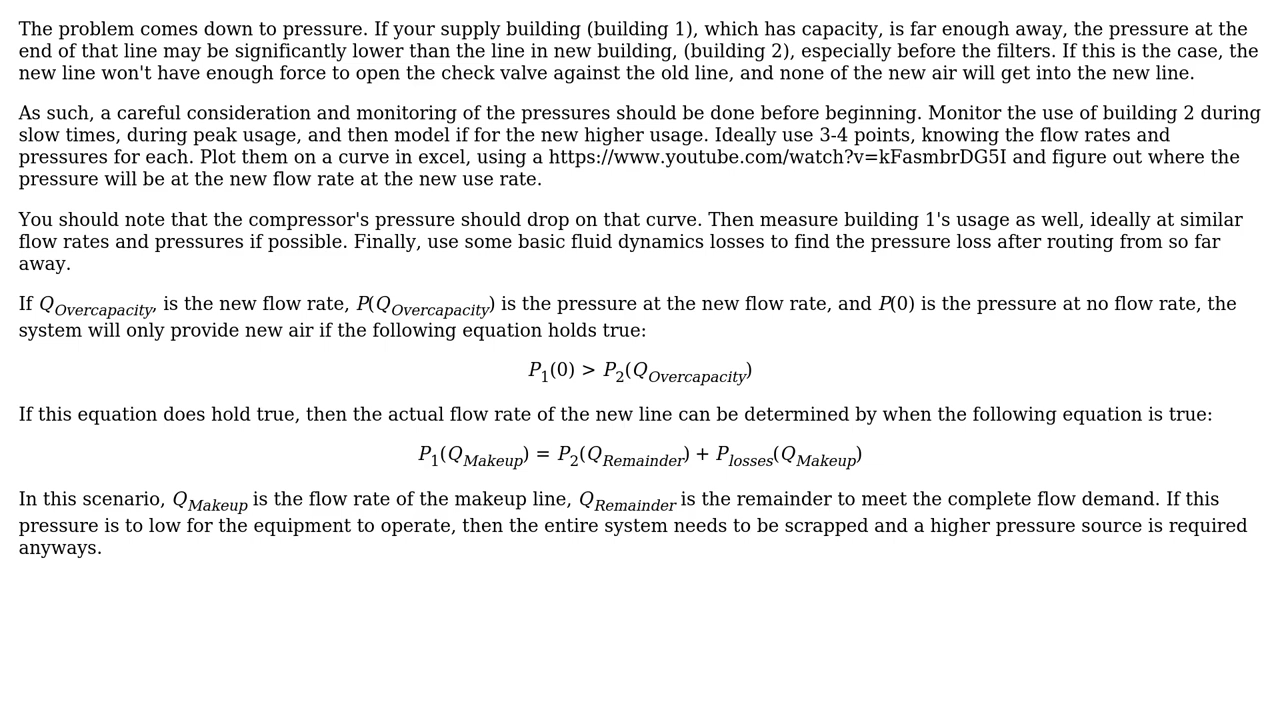 The problem comes down to pressure. If your supply building (building 1), which has capacity, is far enough away, the pressure at the
end of that line may be significantly lower than the line in new building, (building 2), especially before the filters. If this is the case, the
new line won't have enough force to open the check valve against the old line, and none of the new air will get into the new line.
As such, a careful consideration and monitoring of the pressures should be done before beginning. Monitor the use of building 2 during
slow times, during peak usage, and then model if for the new higher usage. Ideally use 3-4 points, knowing the flow rates and
pressures for each. Plot them on a curve in excel, using a https://www.youtube.com/watch?v=kFasmbrDG5I and figure out where the
pressure will be at the new flow rate at the new use rate.
You should note that the compressor's pressure should drop on that curve. Then measure building 1's usage as well, ideally at similar
flow rates and pressures if possible. Finally, use some basic fluid dynamics losses to find the pressure loss after routing from so far
away.
If Q_Overcapacity, is the new flow rate, P(Q_Overcapacity) is the pressure at the new flow rate, and P(0) is the pressure at no flow rate, the
system will only provide new air if the following equation holds true:
P_1(0) > P_2(Q_Overcapacity)
If this equation does hold true, then the actual flow rate of the new line can be determined by when the following equation is true:
P_1(Q_Makeup) = P_2(Q_Remainder) + P_losses(Q_Makeup)
In this scenario, Q_Makeup is the flow rate of the makeup line, Q_Remainder is the remainder to meet the complete flow demand. If this
pressure is to low for the equipment to operate, then the entire system needs to be scrapped and a higher pressure source is required
anyways.